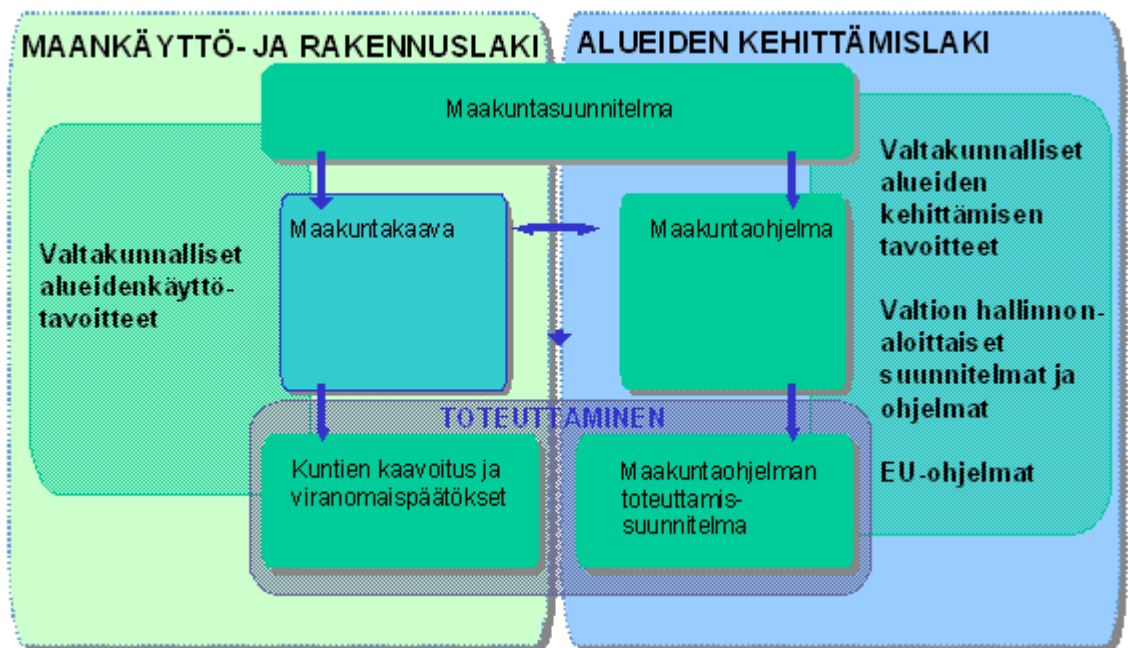 MAANKÄYTTÖ- JA RAKENNUSLAKI
ALUEIDEN KEHITTÄMISLAKI
Maakuntasuunnitelma
Valtakunnalliset
alueidenkäyttö-
tavoitteet
Maakuntakaava
Maakuntaohjelma
Valtakunnalliset
alueiden
kehittämisen
tavoitteet
Valtion hallinnon-
aloittaiset
suunnitelmat ja
ohjelmat
EU-ohjelmat
TOTEUTTAMINEN
Kuntien kaavoitus ja
viranomaispäätökset
Maakuntaohjelman
toteuttamis-
suunnitelma